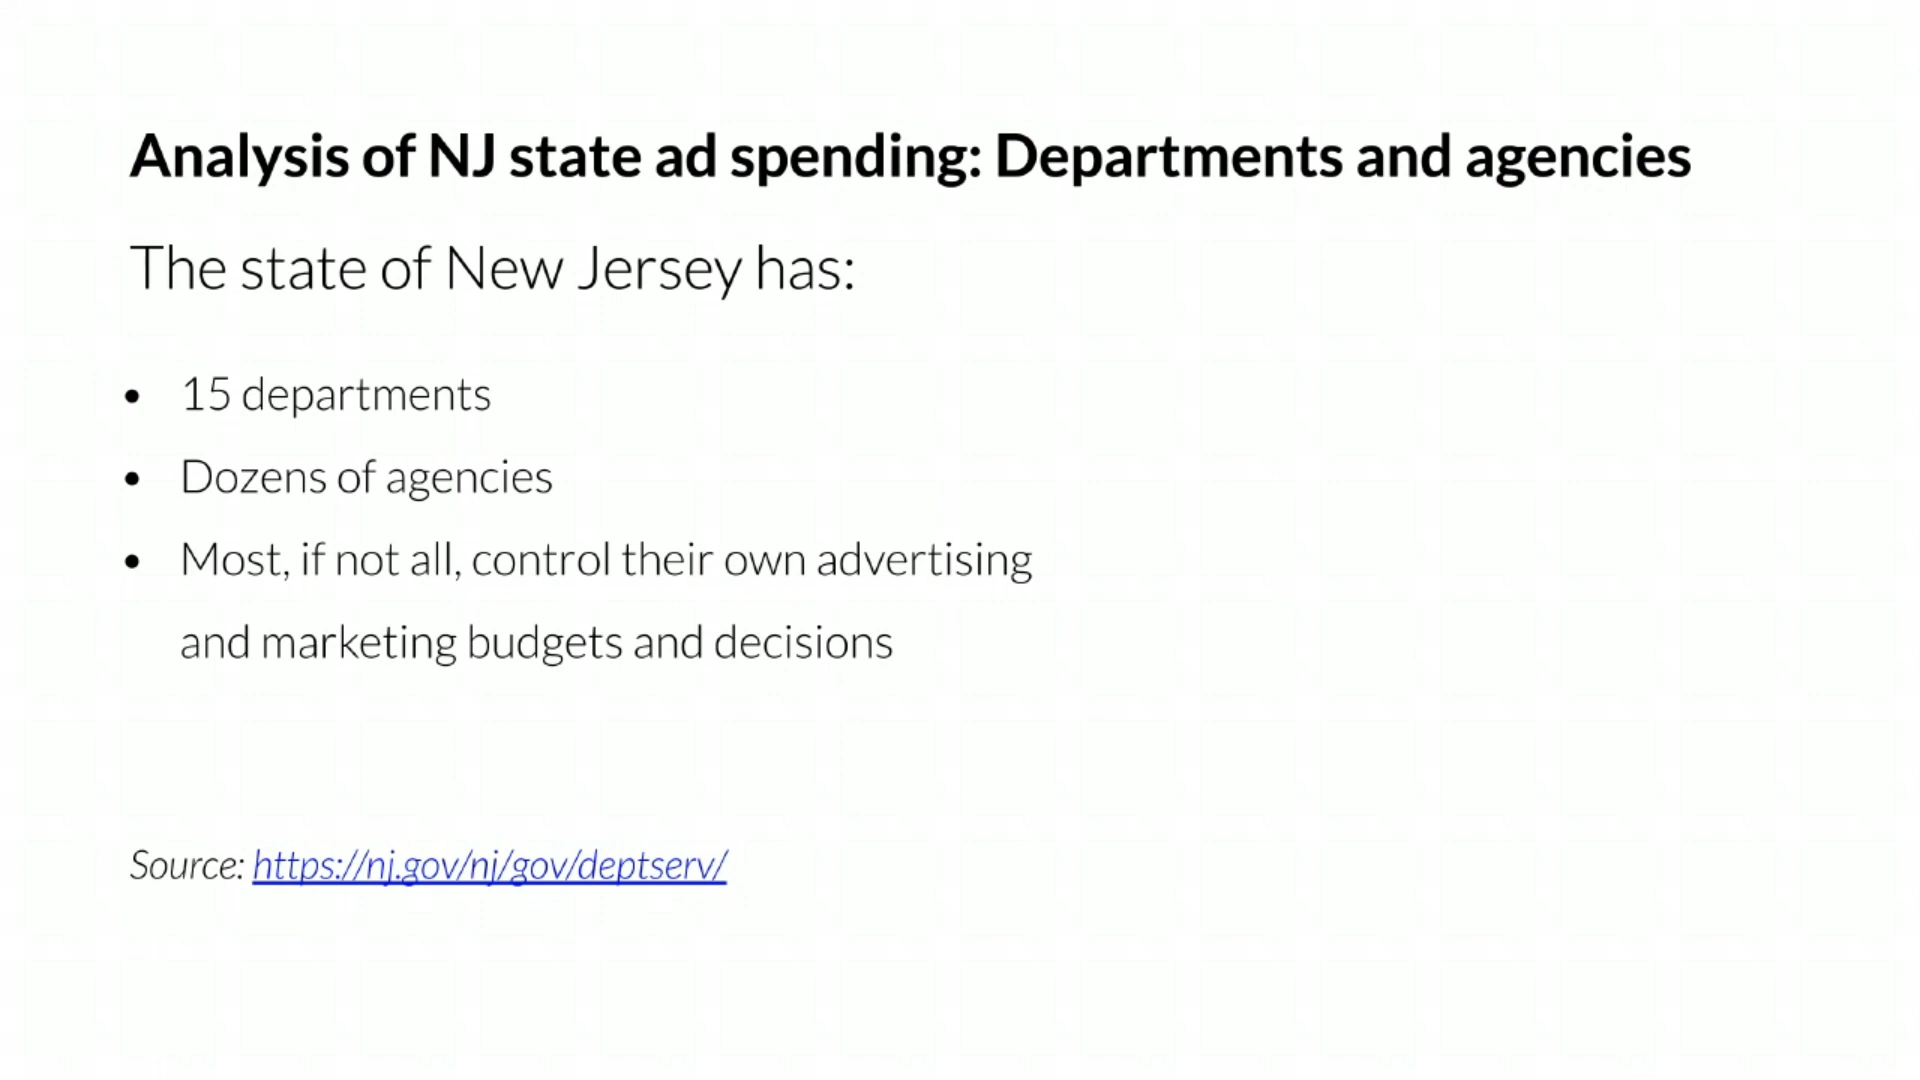 Analysis of NJ state ad spending: Departments and agencies
The state of New Jersey has:
• 15 departments
• Dozens of agencies
• Most, if not all, control their own advertising
and marketing budgets and decisions
Source: https://nj.gov/nj/gov/deptserv/